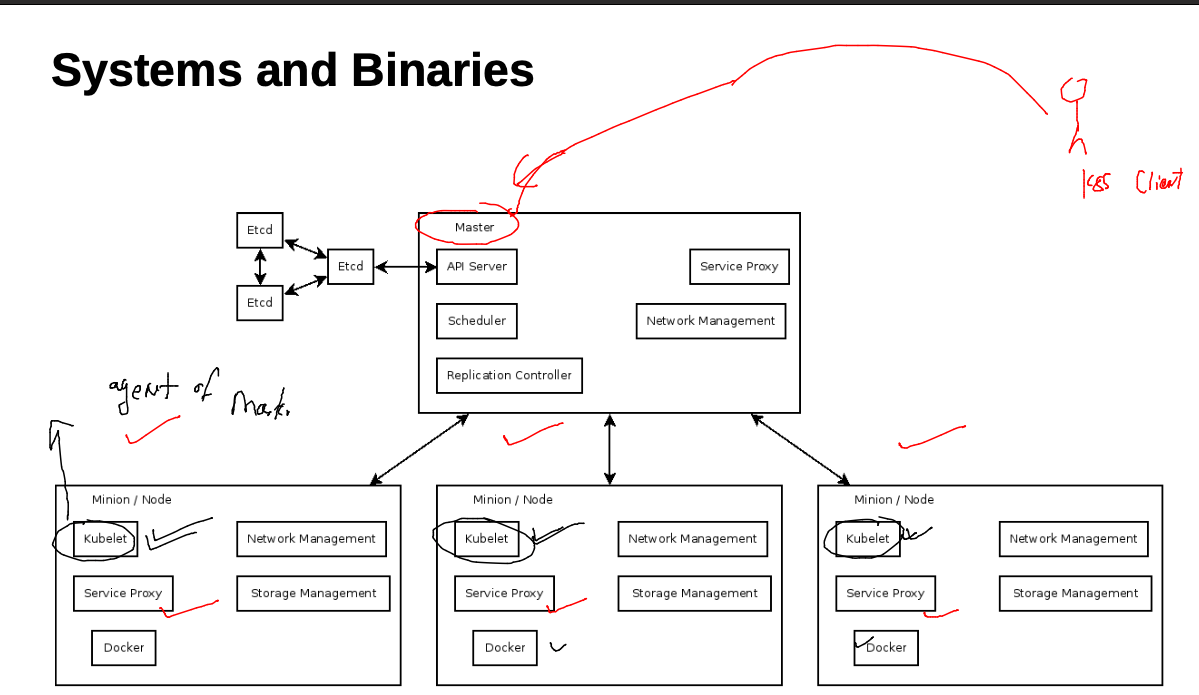 Systems and Binaries
k8s Client
Etcd
Master
Etcd
API Server
Service Proxy
Etcd
Scheduler
Network Management
Replication Controller
agent of
Minion / Node
Minion / Node
Minion / Node
Kubelet
Network Management
Kubelet
Network Management
Kubelet
Network Management
Service Proxy
Storage Management
Service Proxy
Storage Management
Service Proxy
Storage Management
Docker
Docker
Docker